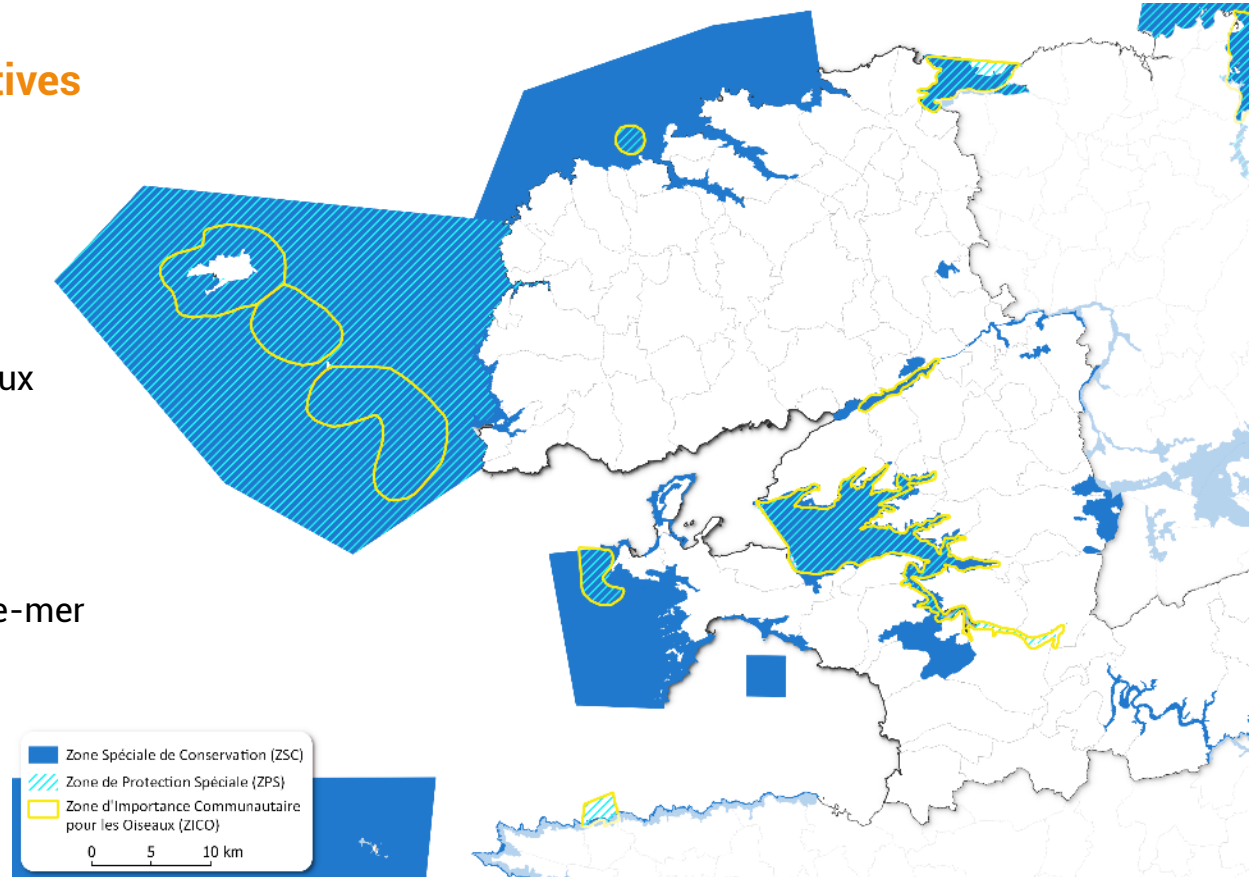 tives
ux
e-mer
Zone Spéciale de Conservation (ZSC)
Zone de Protection Spéciale (ZPS)
Zone d'Importance Communautaire
pour les Oiseaux (ZICO)
0 5 10 km